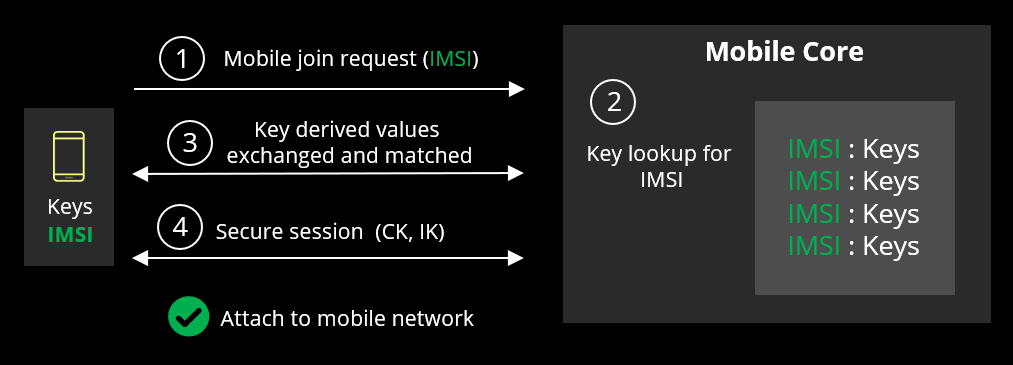 Mobile Core
1
Mobile join request (IMSI)
2
Key lookup for
IMSI
IMSI : Keys
IMSI : Keys
IMSI : Keys
IMSI : Keys
3
Key derived values
exchanged and matched
Keys
IMSI
4
Secure session (CK, IK)
Attach to mobile network